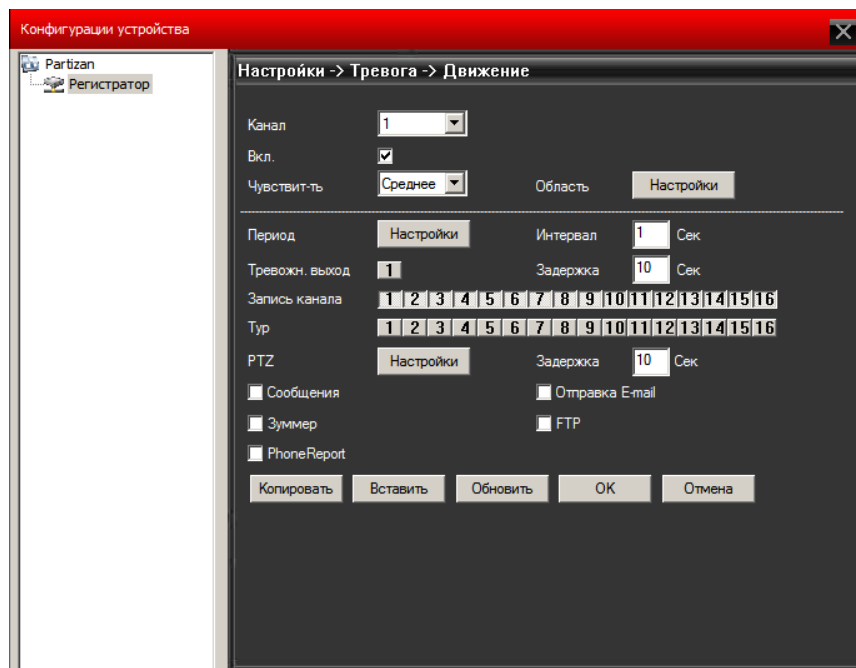 Конфигурации устройства
Partizan
Регистратор
Настройки -> Тревога -> Движение
Канал 1
Вкл.
Чувствит-ть Среднее Область Настройки
Период Настройки Интервал 1 Сек
Тревожн. выход 1 Задержка 10 Сек
Запись канала 1 2 3 4 5 6 7 8 9 10 11 12 13 14 15 16
Тур 1 2 3 4 5 6 7 8 9 10 11 12 13 14 15 16
PTZ Настройки Задержка 10 Сек
Сообщения Отправка E-mail
Зуммер FTP
PhoneReport
Копировать Вставить Обновить OK Отмена